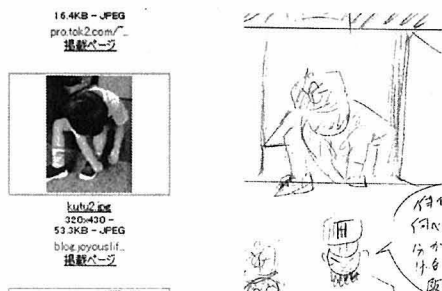 16.4KB - JPEG
pro.tok2.com/~_
掲載ページ
kutu2.jpg
320×430 -
53.3KB - JPEG
blog.joyouslif_
掲載ページ